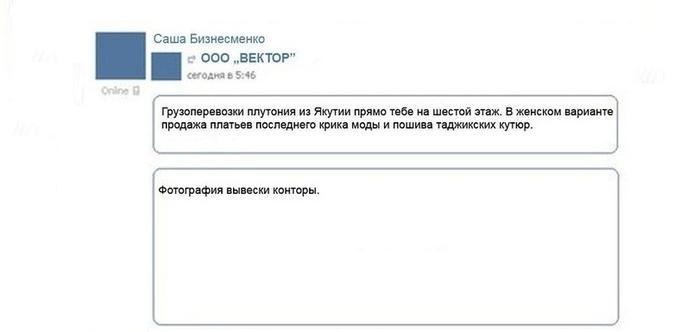 Саша Бизнесменко
ООО „ВЕКТОР”
сегодня в 5:46
Online
Грузоперевозки плутония из Якутии прямо тебе на шестой этаж. В женском варианте
продажа платьев последнего крика моды и пошива таджикских кутюр.
Фотография вывески конторы.